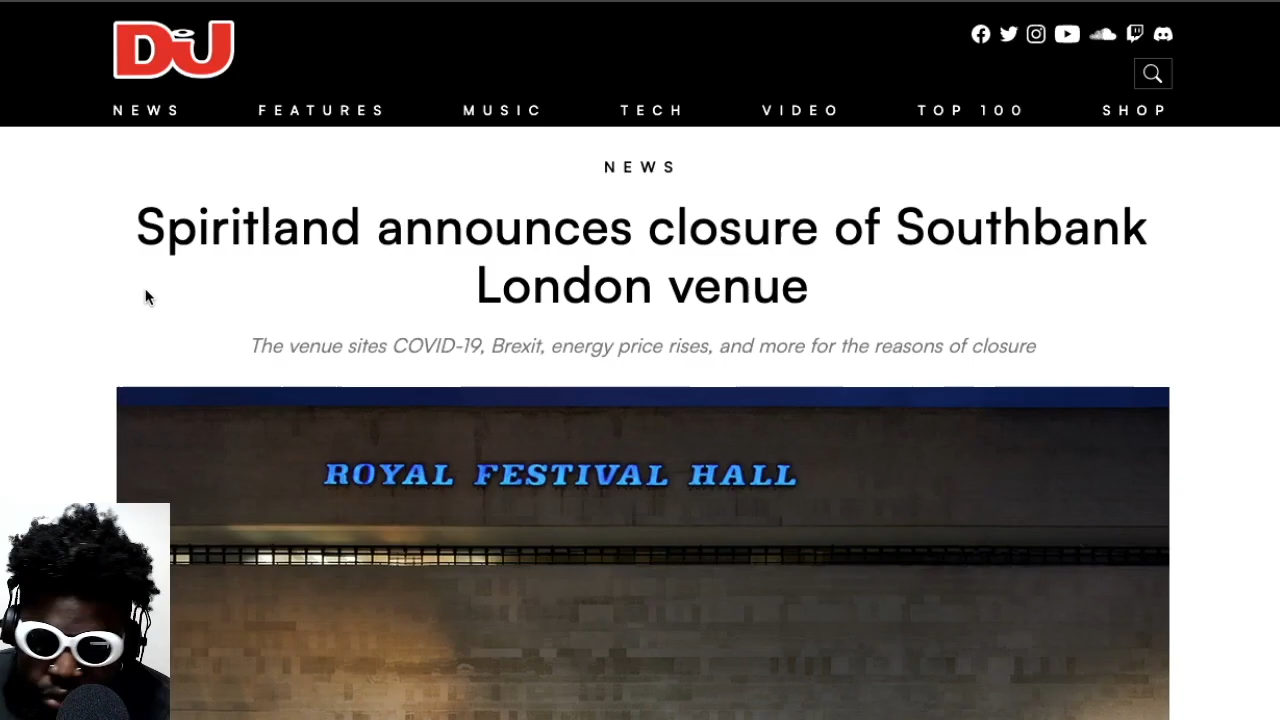 DJ
NEWS FEATURES MUSIC TECH VIDEO TOP 100 SHOP
NEWS
Spiritland announces closure of Southbank
London venue
The venue sites COVID-19, Brexit, energy price rises, and more for the reasons of closure
ROYAL FESTIVAL HALL